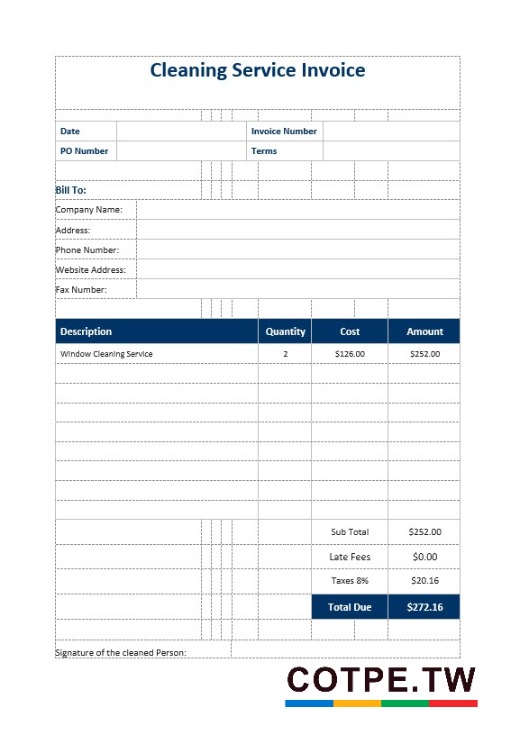 Cleaning Service Invoice
Date Invoice Number
PO Number Terms
Bill To:
Company Name:
Address:
Phone Number:
Website Address:
Fax Number:
Description Quantity Cost Amount
Window Cleaning Service 2 $126.00 $252.00
Sub Total $252.00
Late Fees $0.00
Taxes 8% $20.16
Total Due $272.16
Signature of the cleaned Person:
COTPE.TW